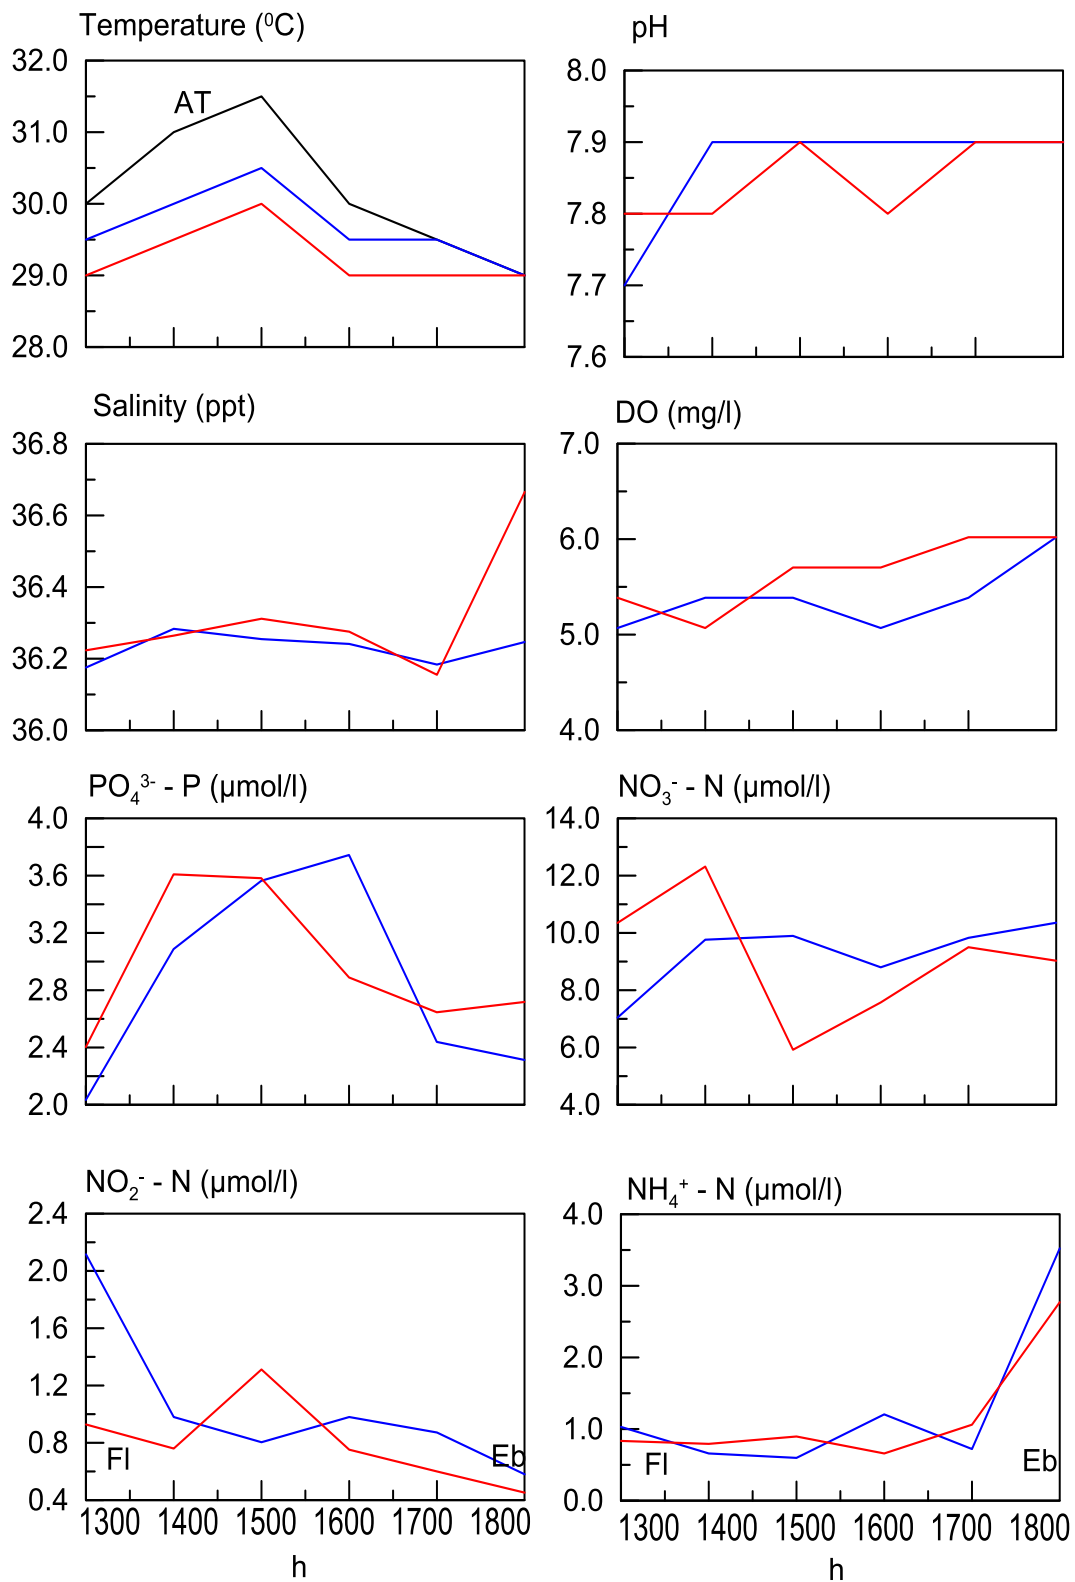 Temperature (⁰C)
32.0
31.0
30.0
29.0
28.0
AT
pH
8.0
7.9
7.8
7.7
7.6
Salinity (ppt)
36.8
36.6
36.4
36.2
36.0
DO (mg/l)
7.0
6.0
5.0
4.0
PO₄³⁻ - P (µmol/l)
4.0
3.6
3.2
2.8
2.4
2.0
NO₃⁻ - N (µmol/l)
14.0
12.0
10.0
8.0
6.0
4.0
NO₂⁻ - N (µmol/l)
2.4
2.0
1.6
1.2
0.8
0.4
Fl
Eb
1300 1400 1500 1600 1700 1800
h
NH₄⁺ - N (µmol/l)
4.0
3.0
2.0
1.0
0.0
Fl
Eb
1300 1400 1500 1600 1700 1800
h